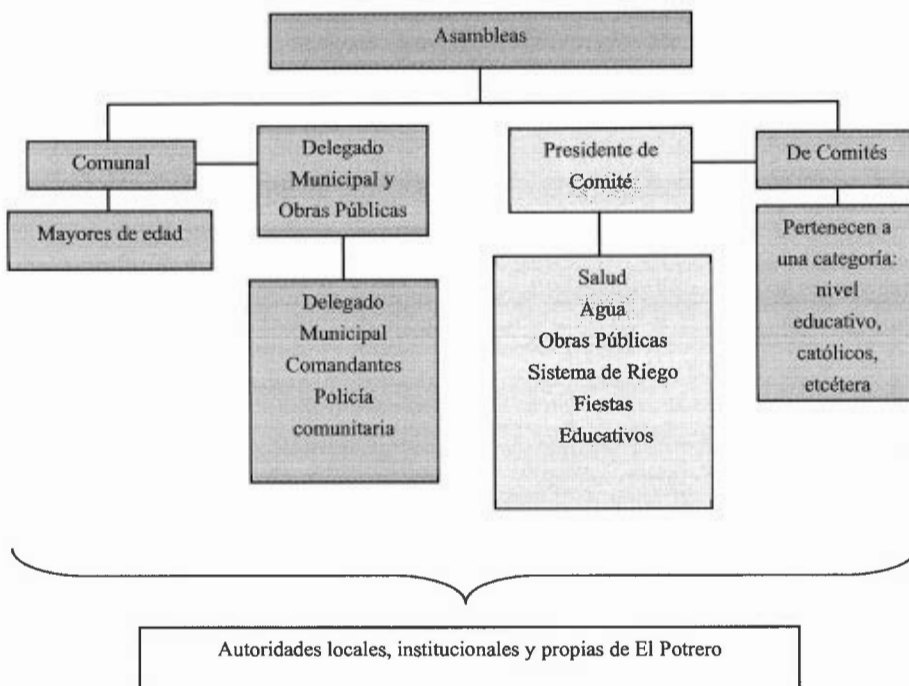 Asambleas
Comunal
Mayores de edad
Delegado
Municipal y
Obras Públicas
Delegado
Municipal
Comandantes
Policía
comunitaria
Presidente de
Comité
Salud
Agua
Obras Públicas
Sistema de Riego
Fiestas
Educativos
De Comités
Pertenecen a
una categoría:
nivel
educativo,
católicos,
etcétera
Autoridades locales, institucionales y propias de El Potrero